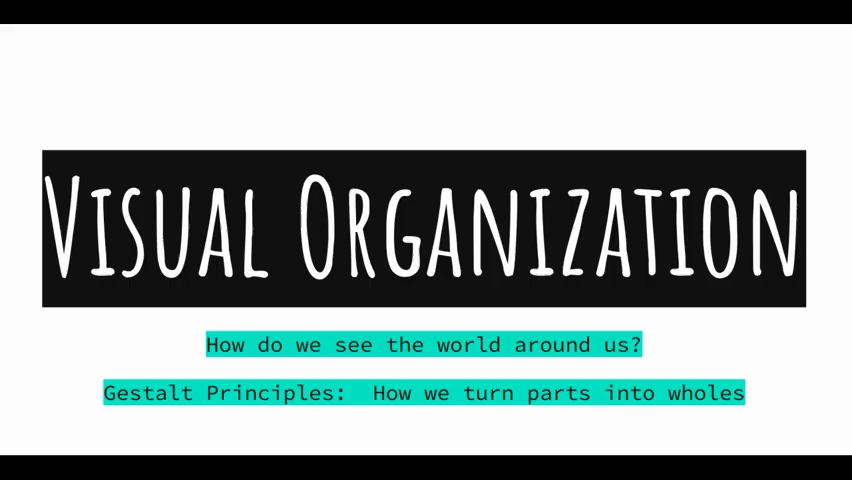 Visual Organization
How do we see the world around us?
Gestalt Principles:  How we turn parts into wholes